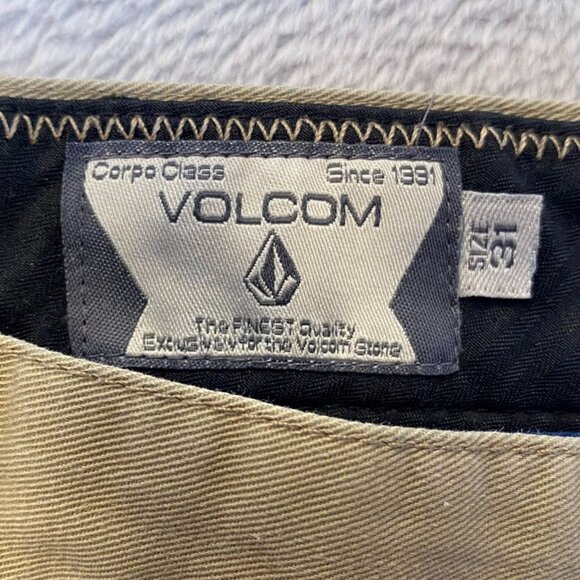 Corpo Class Since 1991
VOLCOM
The FINEST Quality
Exclusively for the Volcom Stone
SIZE
31